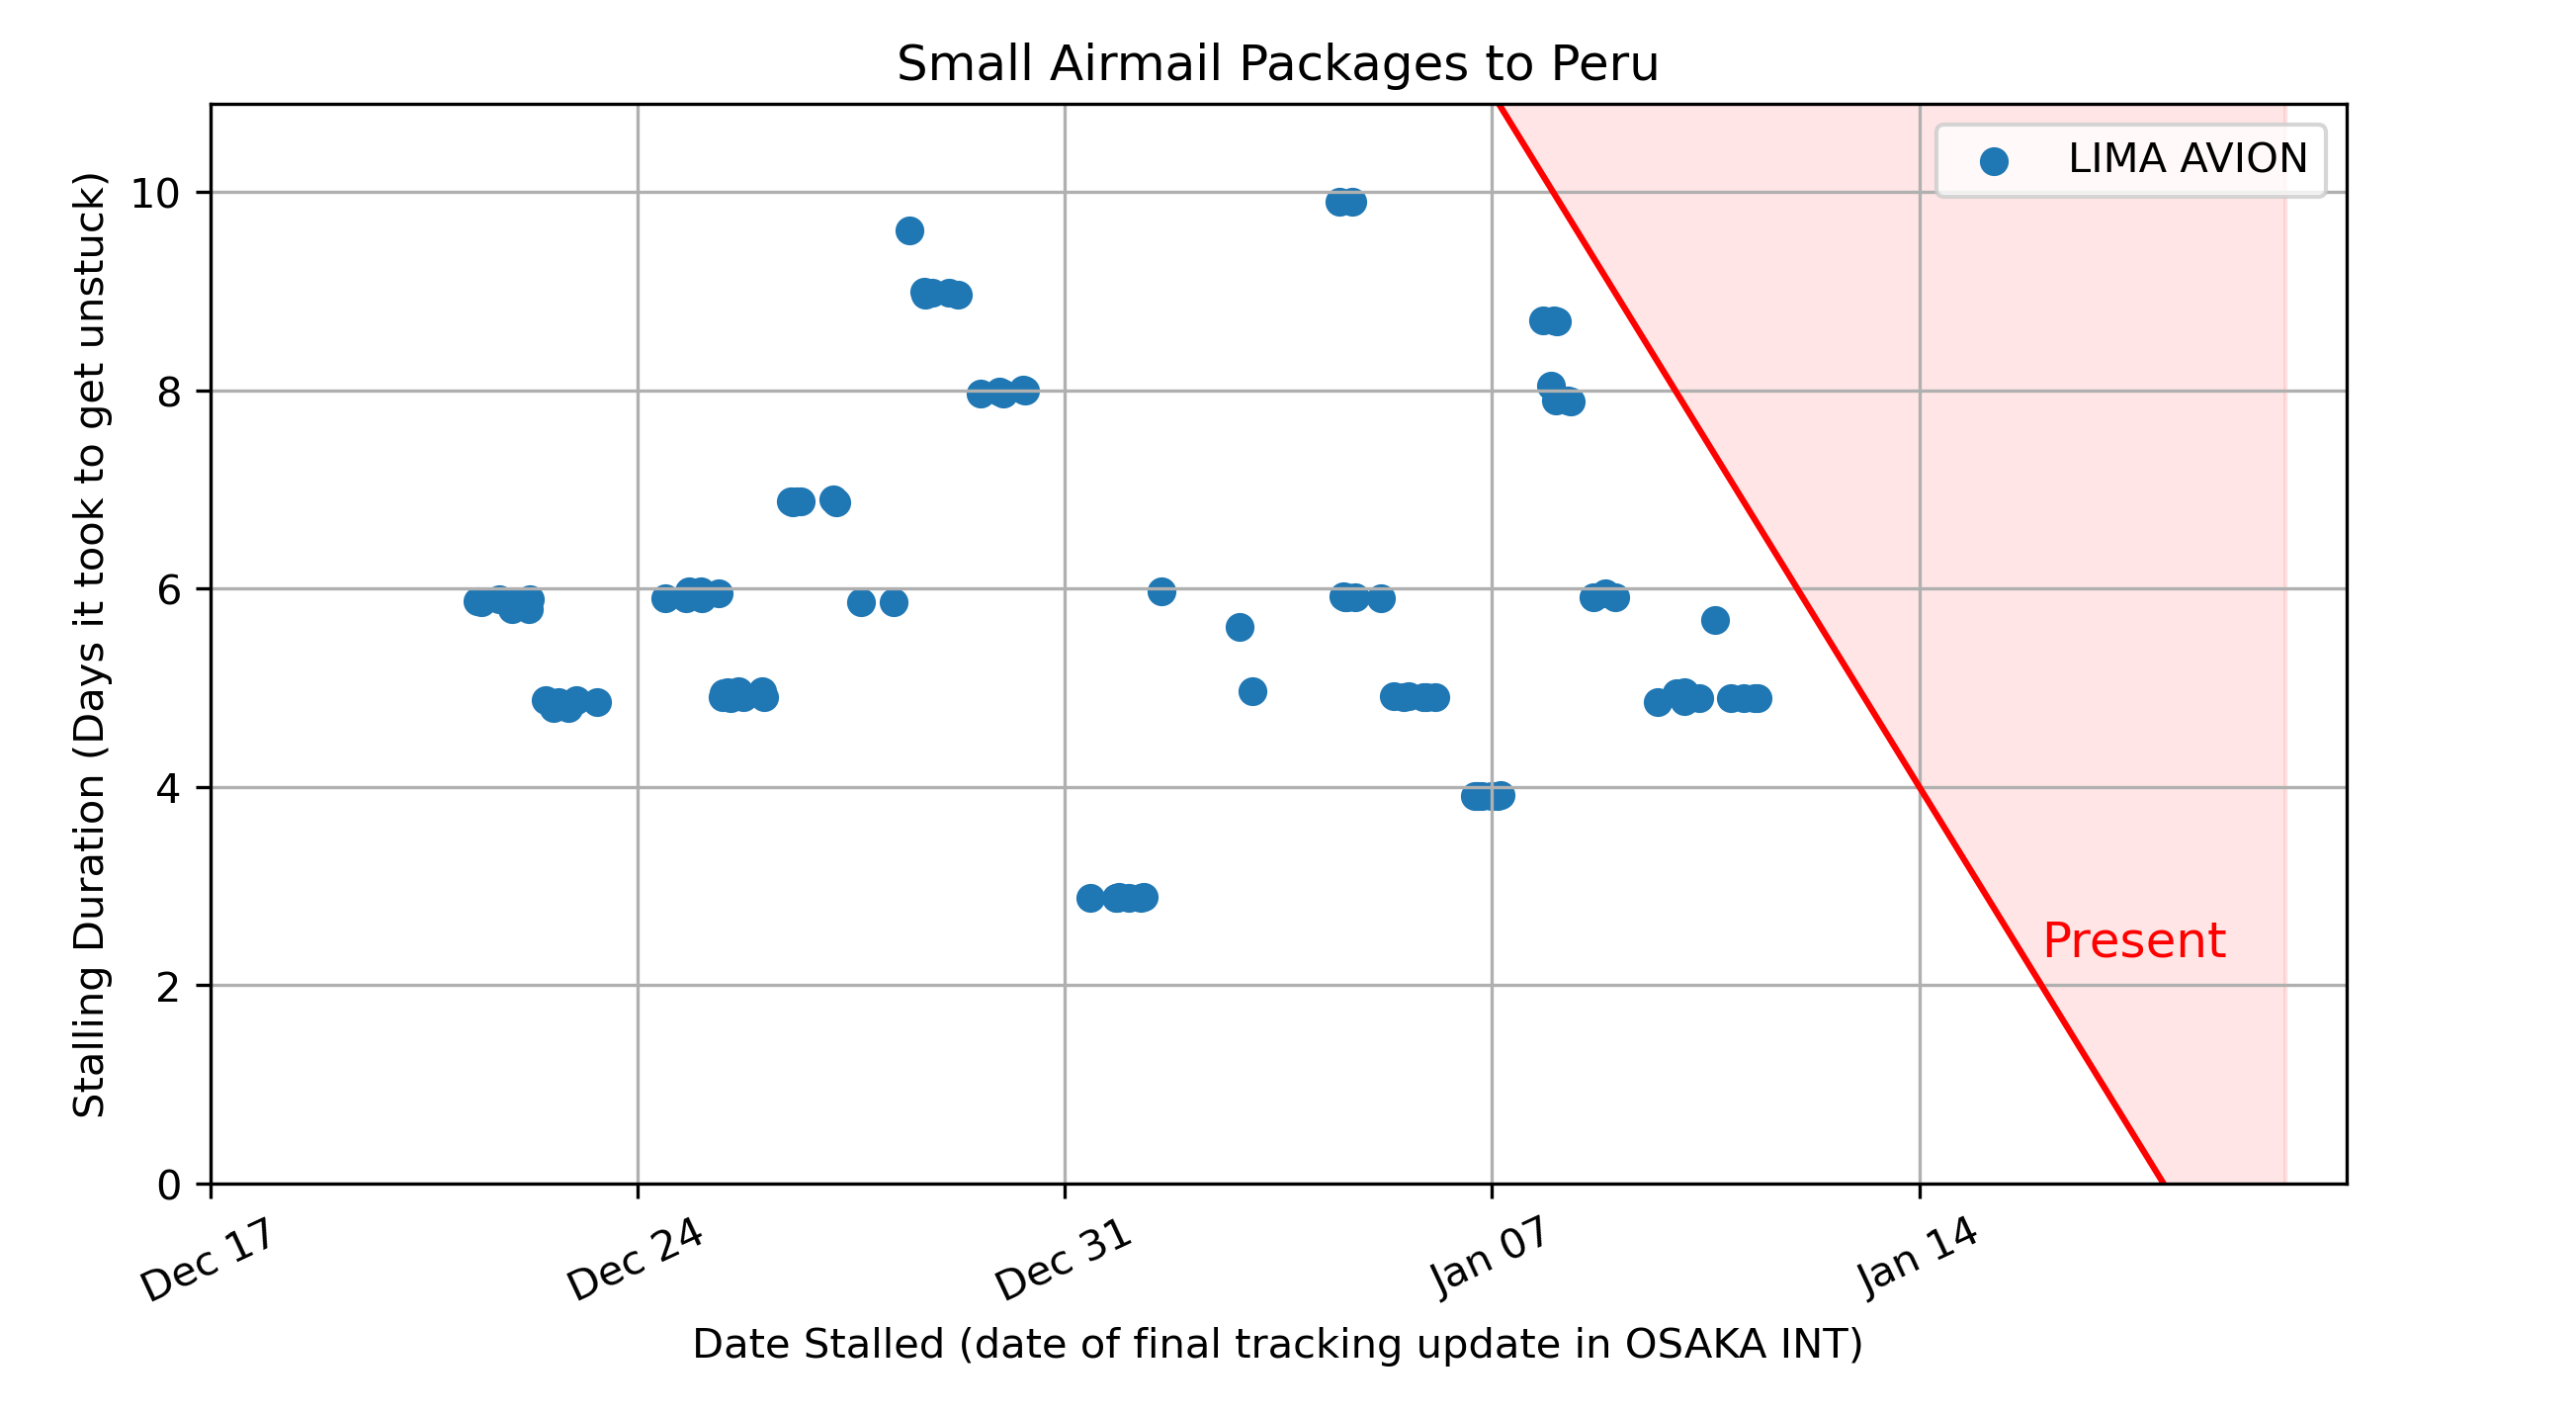 Small Airmail Packages to Peru
LIMA AVION
Stalling Duration (Days it took to get unstuck)
10
8
6
4
2
0
Present
Dec 17
Dec 24
Dec 31
Jan 07
Jan 14
Date Stalled (date of final tracking update in OSAKA INT)